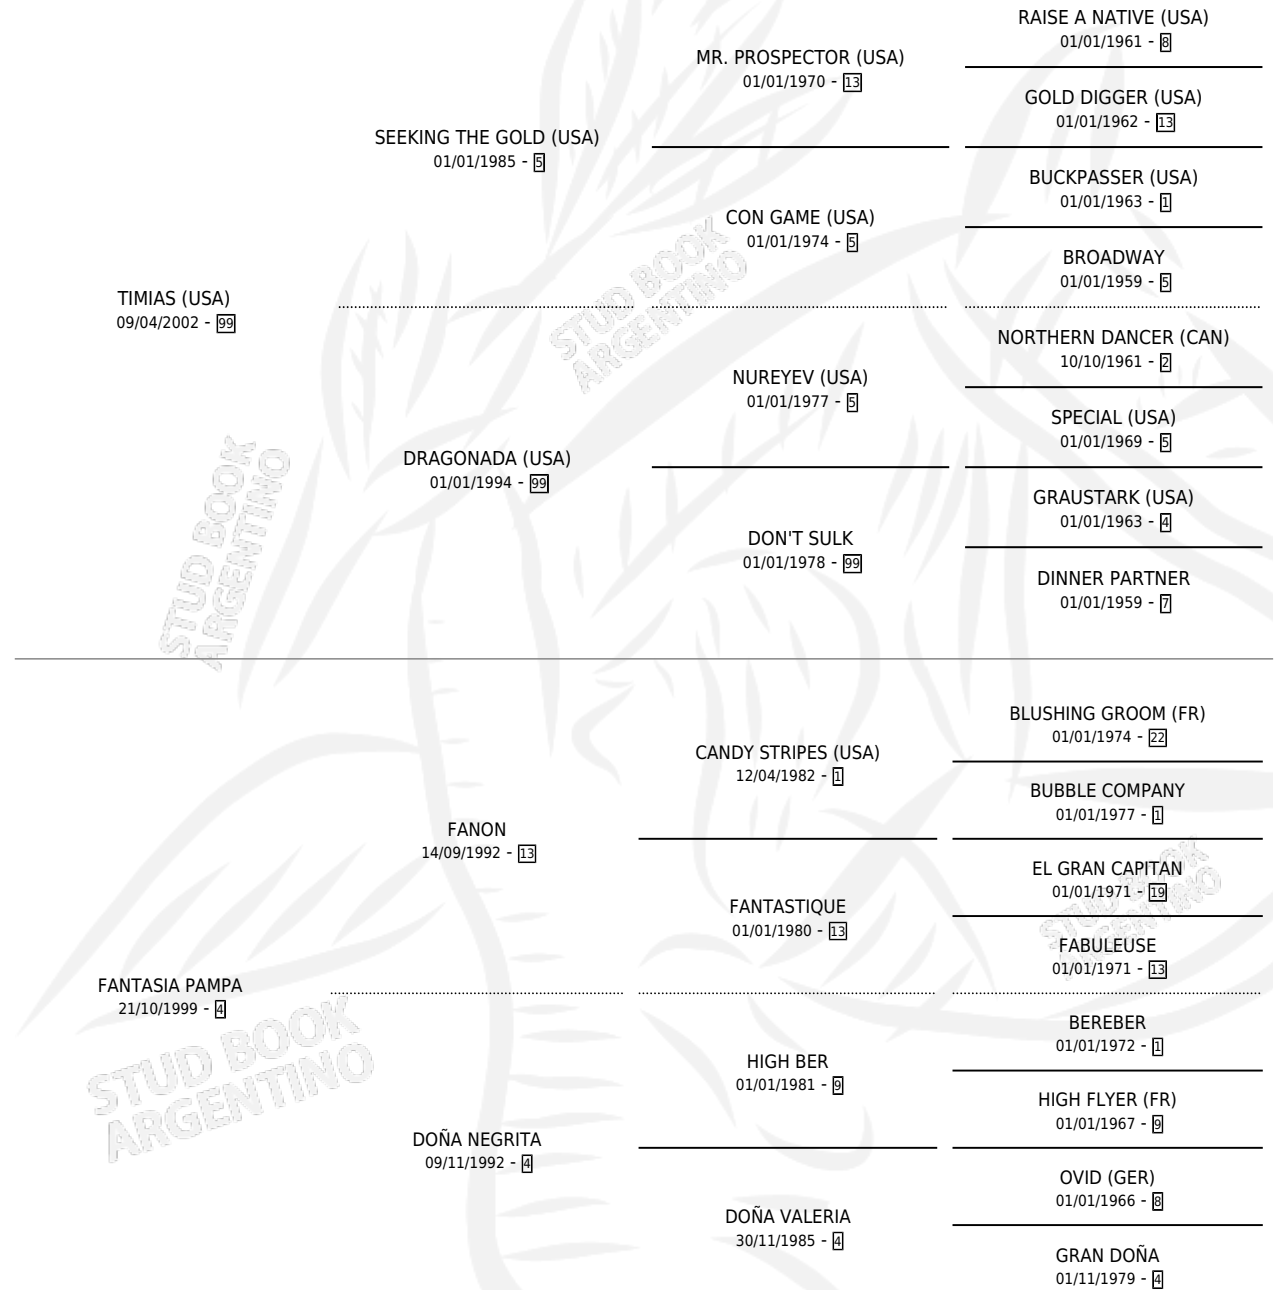 RAISE A NATIVE (USA)
01/01/1961 - 8
MR. PROSPECTOR (USA)
01/01/1970 - 13
GOLD DIGGER (USA)
01/01/1962 - 13
SEEKING THE GOLD (USA)
01/01/1985 - 5
BUCKPASSER (USA)
01/01/1963 - 1
CON GAME (USA)
01/01/1974 - 5
BROADWAY
01/01/1959 - 5
TIMIAS (USA)
09/04/2002 - 99
NORTHERN DANCER (CAN)
10/10/1961 - 2
NUREYEV (USA)
01/01/1977 - 5
SPECIAL (USA)
01/01/1969 - 5
DRAGONADA (USA)
01/01/1994 - 99
GRAUSTARK (USA)
01/01/1963 - 4
DON'T SULK
01/01/1978 - 99
DINNER PARTNER
01/01/1959 - 7
STUD BOOK
ARGENTINO
STUD BOOK
ARGENTINO
BLUSHING GROOM (FR)
01/01/1974 - 22
CANDY STRIPES (USA)
12/04/1982 - 1
BUBBLE COMPANY
01/01/1977 - 1
FANON
14/09/1992 - 13
EL GRAN CAPITAN
01/01/1971 - 19
FANTASTIQUE
01/01/1980 - 13
FABULEUSE
01/01/1971 - 13
STUD BOOK
ARGENTINO
FANTASIA PAMPA
21/10/1999 - 4
BEREBER
01/01/1972 - 1
HIGH BER
01/01/1981 - 9
HIGH FLYER (FR)
01/01/1967 - 9
STUD BOOK
ARGENTINO
DOÑA NEGRITA
09/11/1992 - 4
OVID (GER)
01/01/1966 - 8
DOÑA VALERIA
30/11/1985 - 4
GRAN DOÑA
01/11/1979 - 4